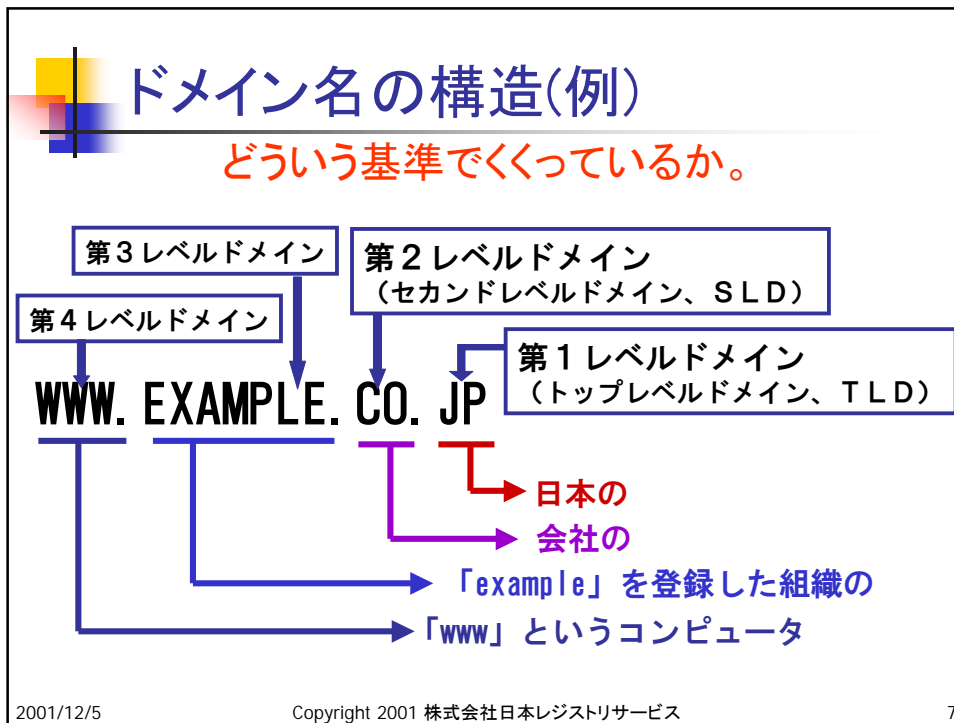 ドメイン名の構造(例)
どういう基準でくくっているか。
第3レベルドメイン
第2レベルドメイン
(セカンドレベルドメイン、SLD)
第4レベルドメイン
第1レベルドメイン
(トップレベルドメイン、TLD)
WWW. EXAMPLE. CO. JP
日本の
会社の
「example」を登録した組織の
「www」というコンピュータ
2001/12/5 Copyright 2001 株式会社日本レジストリサービス 7